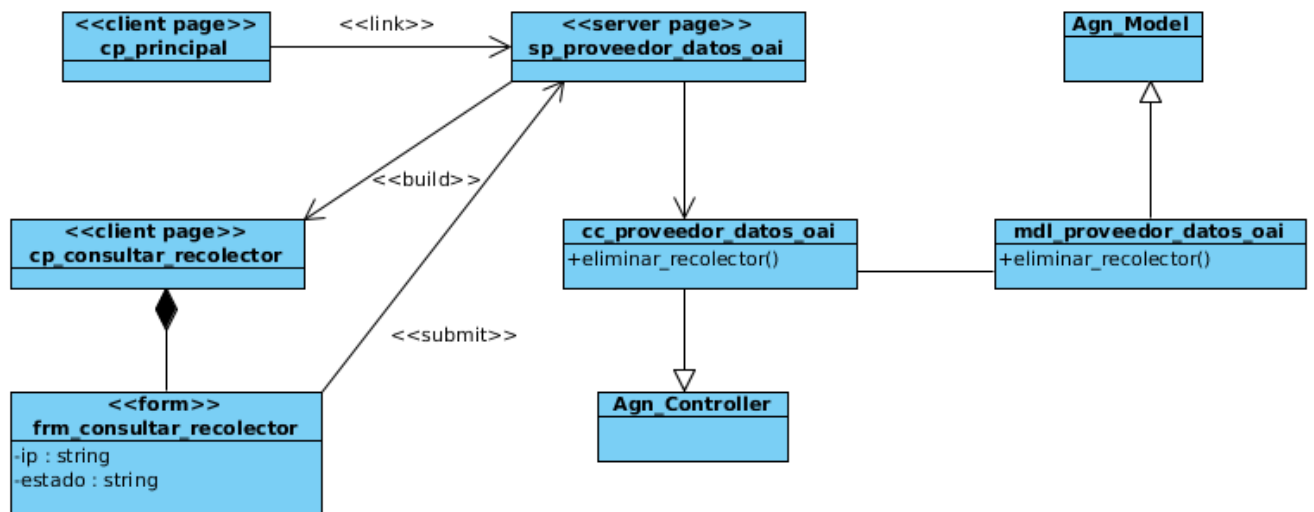 <<client page>>
cp_principal
<<link>>
<<server page>>
sp_proveedor_datos_oai
Agn_Model
<<build>>
<<client page>>
cp_consultar_recolector
cc_proveedor_datos_oai
+eliminar_recolector()
mdl_proveedor_datos_oai
+eliminar_recolector()
<<submit>>
<<form>>
frm_consultar_recolector
-ip : string
-estado : string
Agn_Controller